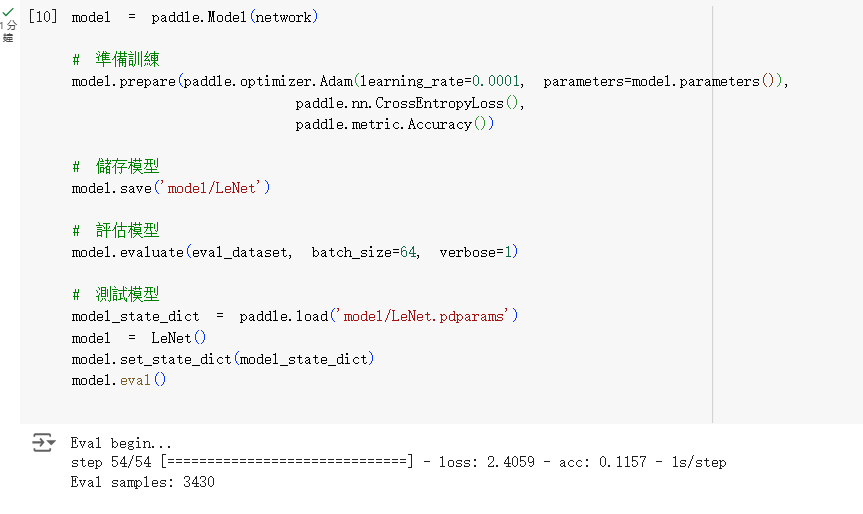 1 分
鐘
[10] model = paddle.Model(network)
# 準備訓練
model.prepare(paddle.optimizer.Adam(learning_rate=0.0001, parameters=model.parameters()),
paddle.nn.CrossEntropyLoss(),
paddle.metric.Accuracy())
# 儲存模型
model.save('model/LeNet')
# 評估模型
model.evaluate(eval_dataset, batch_size=64, verbose=1)
# 測試模型
model_state_dict = paddle.load('model/LeNet.pdparams')
model = LeNet()
model.set_state_dict(model_state_dict)
model.eval()
Eval begin...
step 54/54 [==============================] - loss: 2.4059 - acc: 0.1157 - 1s/step
Eval samples: 3430